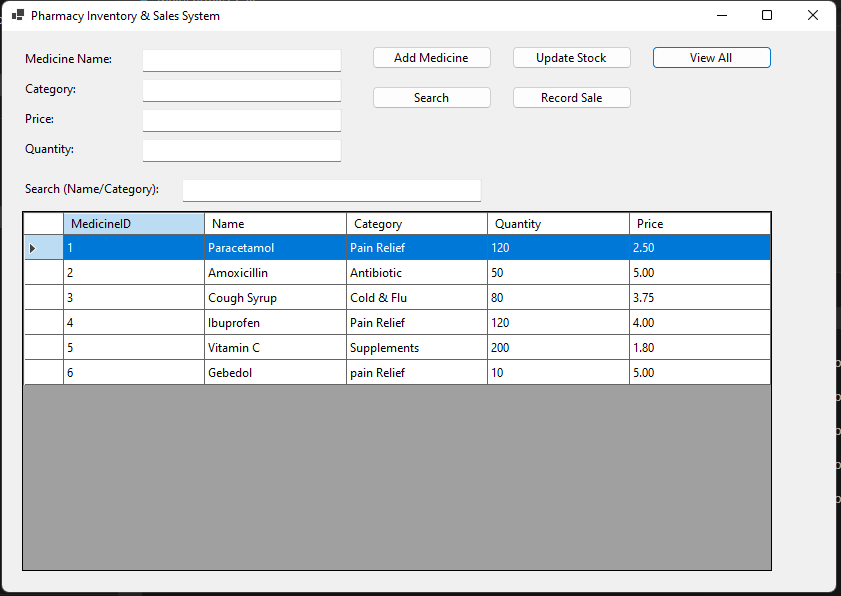 Pharmacy Inventory & Sales System
Medicine Name:
Add Medicine Update Stock View All
Category:
Search Record Sale
Price:
Quantity:
Search (Name/Category):
MedicineID Name Category Quantity Price
1 Paracetamol Pain Relief 120 2.50
2 Amoxicillin Antibiotic 50 5.00
3 Cough Syrup Cold & Flu 80 3.75
4 Ibuprofen Pain Relief 120 4.00
5 Vitamin C Supplements 200 1.80
6 Gebedol pain Relief 10 5.00